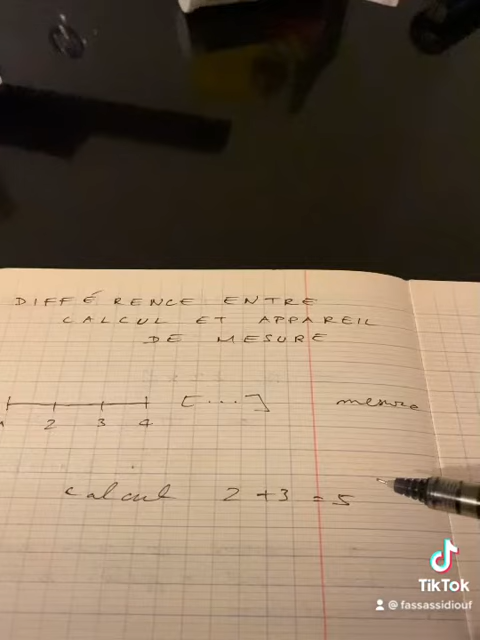 DIFFÉRENCE ENTRE
CALCUL ET APPAREIL
DE MESURE
[...] mesure
1 2 3 4
calcul 2 + 3 = 5
TikTok
@fassassidiouf